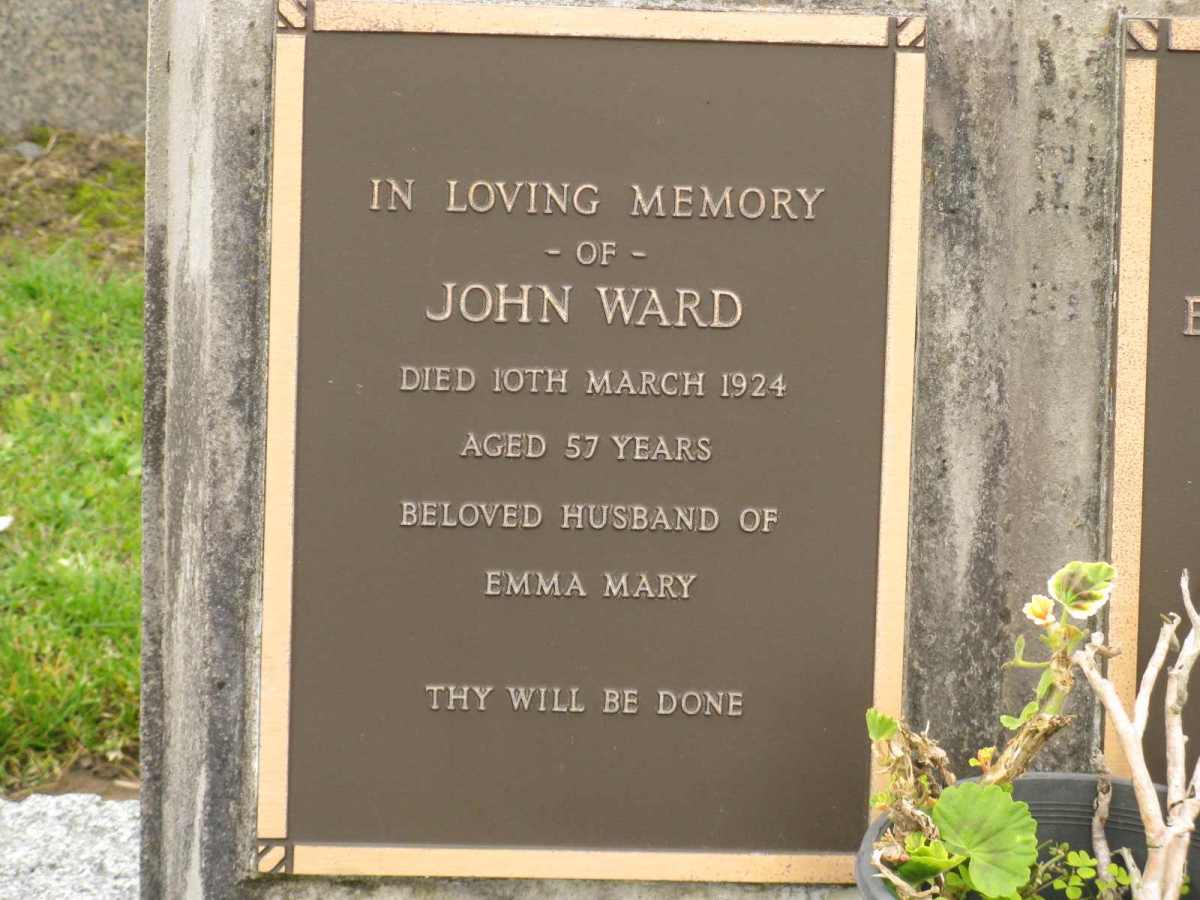 IN LOVING MEMORY
- OF -
JOHN WARD
DIED 10TH MARCH 1924
AGED 57 YEARS
BELOVED HUSBAND OF
EMMA MARY
THY WILL BE DONE